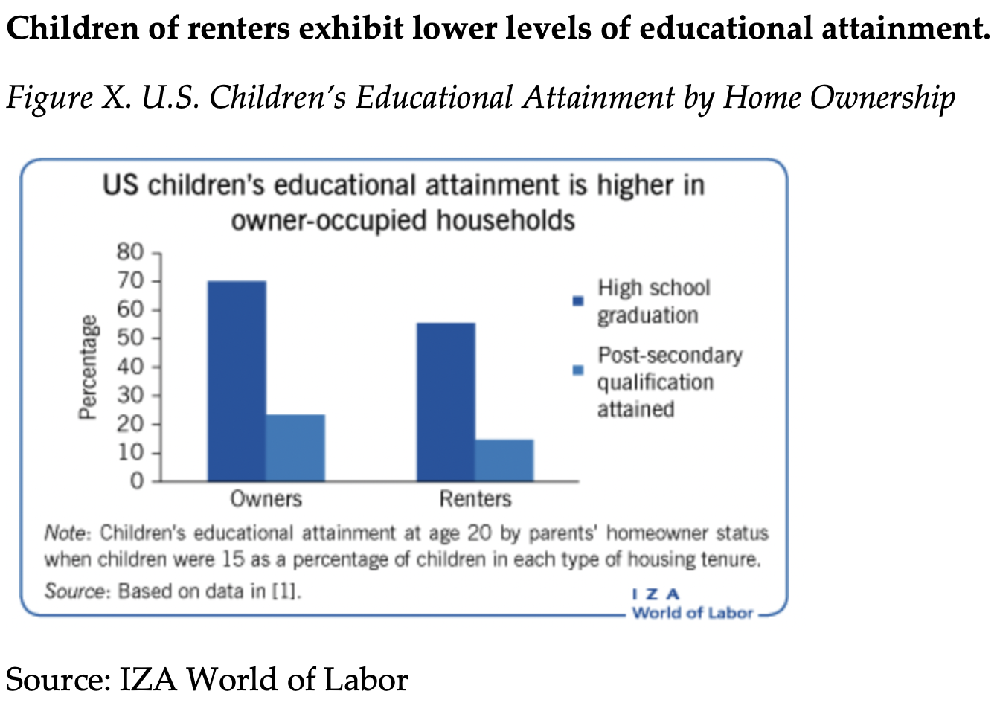 Children of renters exhibit lower levels of educational attainment.
Figure X. U.S. Children’s Educational Attainment by Home Ownership
US children's educational attainment is higher in
owner-occupied households
Percentage
80
70
60
50
40
30
20
10
0
Owners
Renters
High school
graduation
Post-secondary
qualification
attained
Note: Children's educational attainment at age 20 by parents' homeowner status
when children were 15 as a percentage of children in each type of housing tenure.
Source: Based on data in [1].
I Z A
World of Labor
Source: IZA World of Labor